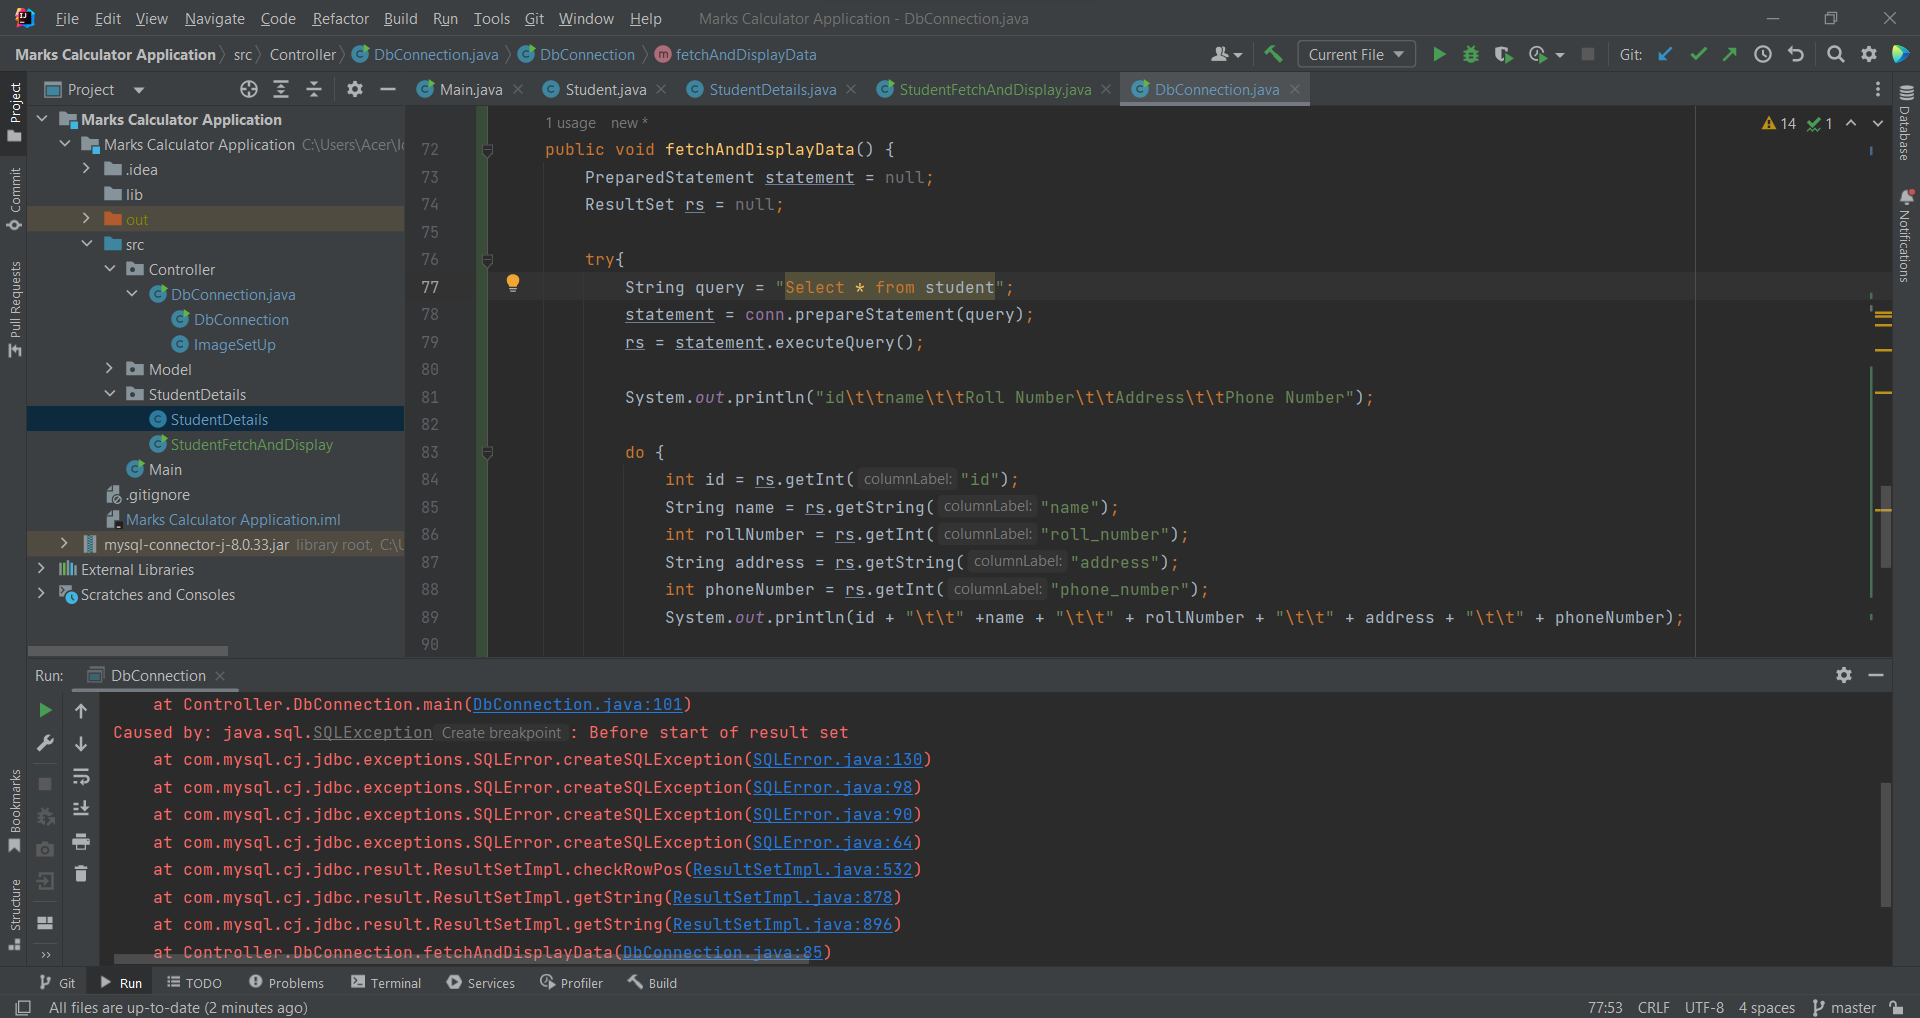 File Edit View Navigate Code Refactor Build Run Tools Git Window Help Marks Calculator Application - DbConnection.java
Marks Calculator Application src Controller DbConnection.java DbConnection fetchAndDisplayData Current File Git:
Project
Main.java Student.java StudentDetails.java StudentFetchAndDisplay.java DbConnection.java
Marks Calculator Application
Marks Calculator Application C:\Users\Acer\Ic
.idea
lib
out
src
Controller
DbConnection.java
DbConnection
ImageSetUp
Model
StudentDetails
StudentDetails
StudentFetchAndDisplay
Main
.gitignore
Marks Calculator Application.iml
mysql-connector-j-8.0.33.jar library root, C:\U
External Libraries
Scratches and Consoles
Project
Commit
Pull Requests
Bookmarks
Structure
Database
Notifications
1 usage new *
14 1
72 public void fetchAndDisplayData() {
73 PreparedStatement statement = null;
74 ResultSet rs = null;
75
76 try{
77 String query = "Select * from student";
78 statement = conn.prepareStatement(query);
79 rs = statement.executeQuery();
80
81 System.out.println("id\t\tname\t\tRoll Number\t\tAddress\t\tPhone Number");
82
83 do {
84 int id = rs.getInt( columnLabel: "id");
85 String name = rs.getString( columnLabel: "name");
86 int rollNumber = rs.getInt( columnLabel: "roll_number");
87 String address = rs.getString( columnLabel: "address");
88 int phoneNumber = rs.getInt( columnLabel: "phone_number");
89 System.out.println(id + "\t\t" +name + "\t\t" + rollNumber + "\t\t" + address + "\t\t" + phoneNumber);
90
Run: DbConnection
at Controller.DbConnection.main(DbConnection.java:101)
Caused by: java.sql.SQLException Create breakpoint : Before start of result set
at com.mysql.cj.jdbc.exceptions.SQLError.createSQLException(SQLError.java:130)
at com.mysql.cj.jdbc.exceptions.SQLError.createSQLException(SQLError.java:98)
at com.mysql.cj.jdbc.exceptions.SQLError.createSQLException(SQLError.java:90)
at com.mysql.cj.jdbc.exceptions.SQLError.createSQLException(SQLError.java:64)
at com.mysql.cj.jdbc.result.ResultSetImpl.checkRowPos(ResultSetImpl.java:532)
at com.mysql.cj.jdbc.result.ResultSetImpl.getString(ResultSetImpl.java:878)
at com.mysql.cj.jdbc.result.ResultSetImpl.getString(ResultSetImpl.java:896)
at Controller.DbConnection.fetchAndDisplayData(DbConnection.java:85)
Git Run TODO Problems Terminal Services Profiler Build
All files are up-to-date (2 minutes ago) 77:53 CRLF UTF-8 4 spaces master